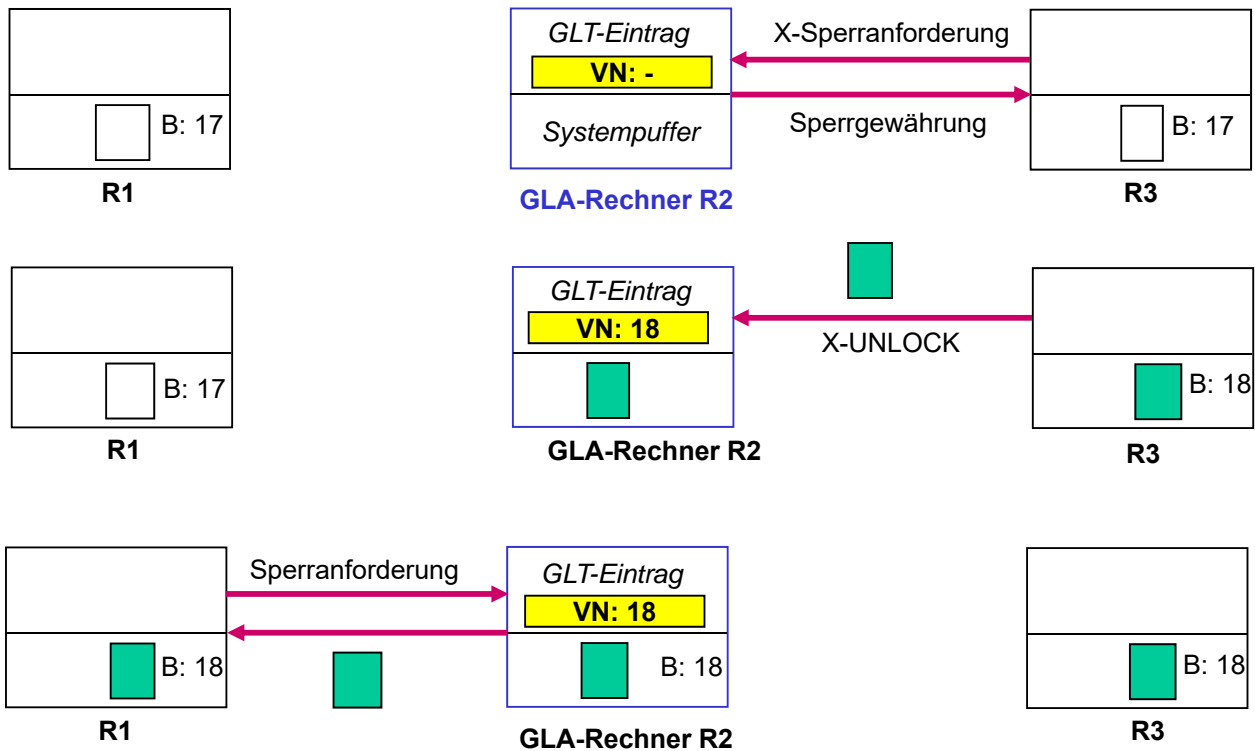 GLT-Eintrag
X-Sperranforderung
VN: -
B: 17
Systempuffer
Sperrgewährung
B: 17
R1
GLA-Rechner R2
R3
GLT-Eintrag
VN: 18
X-UNLOCK
B: 17
B: 18
R1
GLA-Rechner R2
R3
Sperranforderung
GLT-Eintrag
VN: 18
B: 18
B: 18
B: 18
R1
GLA-Rechner R2
R3